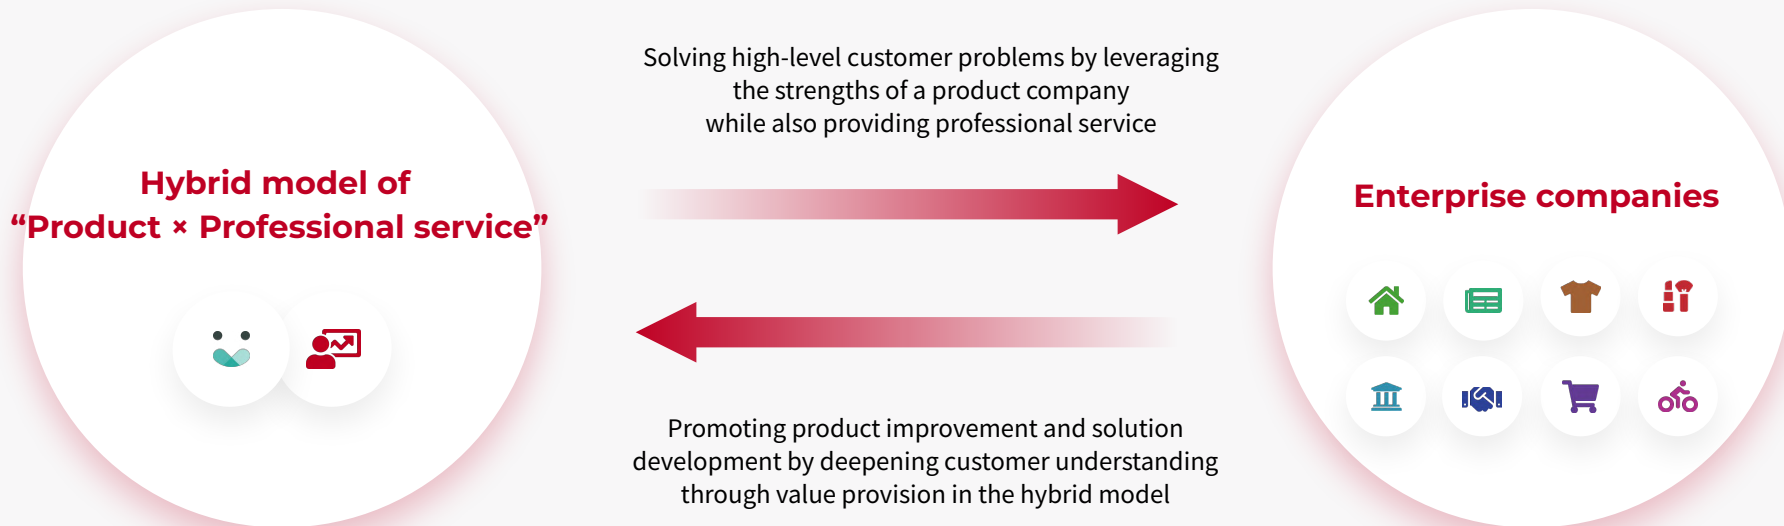 Hybrid model of
“Product × Professional service”
Solving high-level customer problems by leveraging
the strengths of a product company
while also providing professional service
Promoting product improvement and solution
development by deepening customer understanding
through value provision in the hybrid model
Enterprise companies